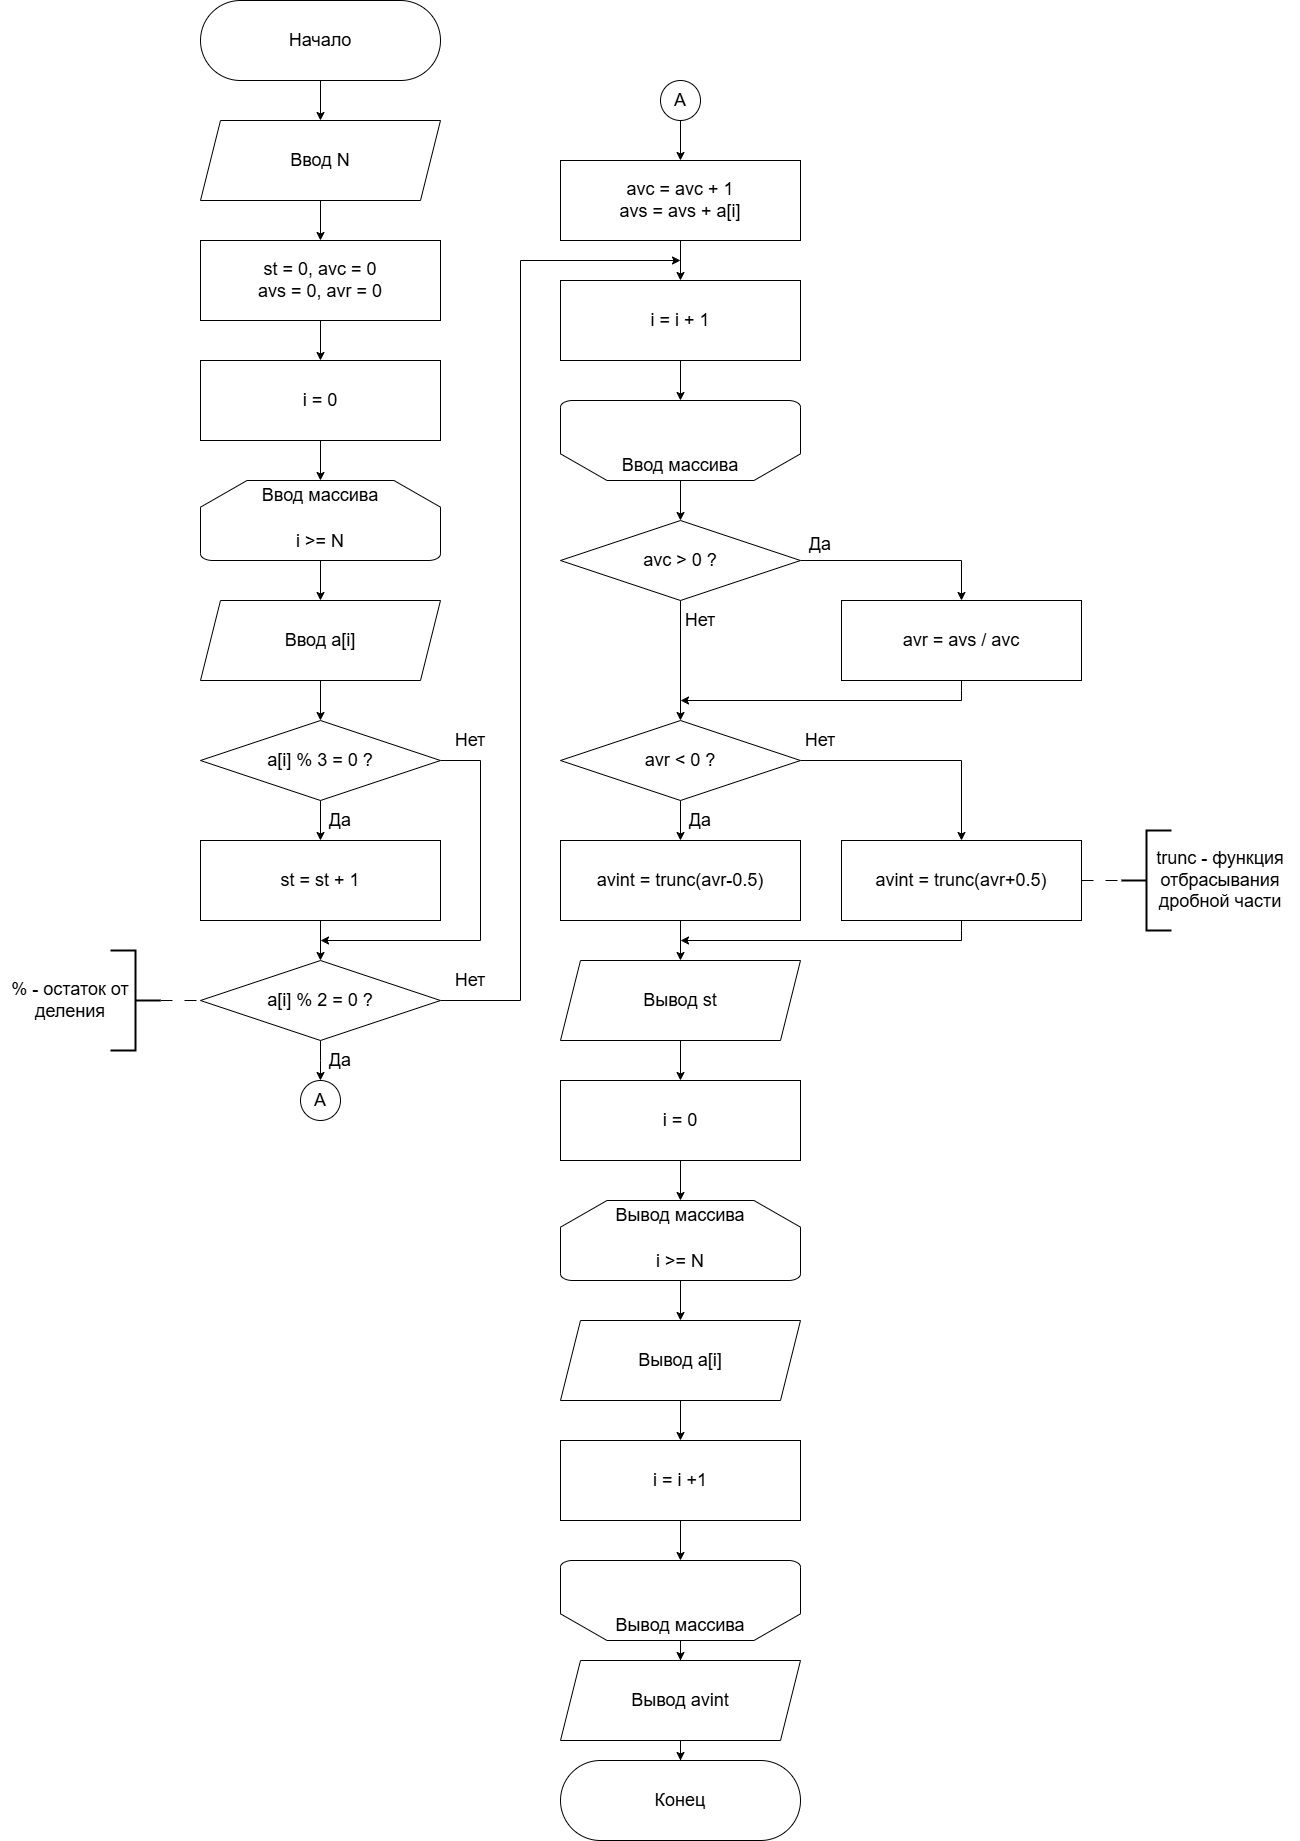 Начало
Ввод N
st = 0, avc = 0
avs = 0, avr = 0
i = 0
Ввод массива
i >= N
Ввод a[i]
a[i] % 3 = 0 ?
Нет
Да
st = st + 1
% - остаток от
деления
a[i] % 2 = 0 ?
Нет
Да
A
A
avc = avc + 1
avs = avs + a[i]
i = i + 1
Ввод массива
avc > 0 ?
Да
Нет
avr = avs / avc
avr < 0 ?
Нет
Да
avint = trunc(avr-0.5)
avint = trunc(avr+0.5)
trunc - функция
отбрасывания
дробной части
Вывод st
i = 0
Вывод массива
i >= N
Вывод a[i]
i = i +1
Вывод массива
Вывод avint
Конец